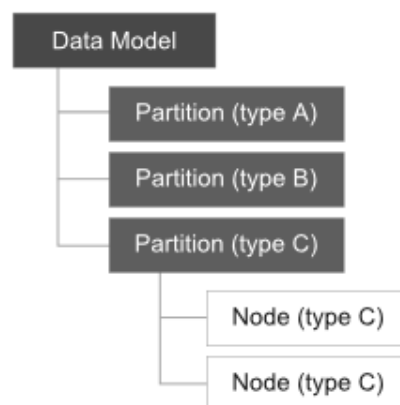 Data Model
Partition (type A)
Partition (type B)
Partition (type C)
Node (type C)
Node (type C)